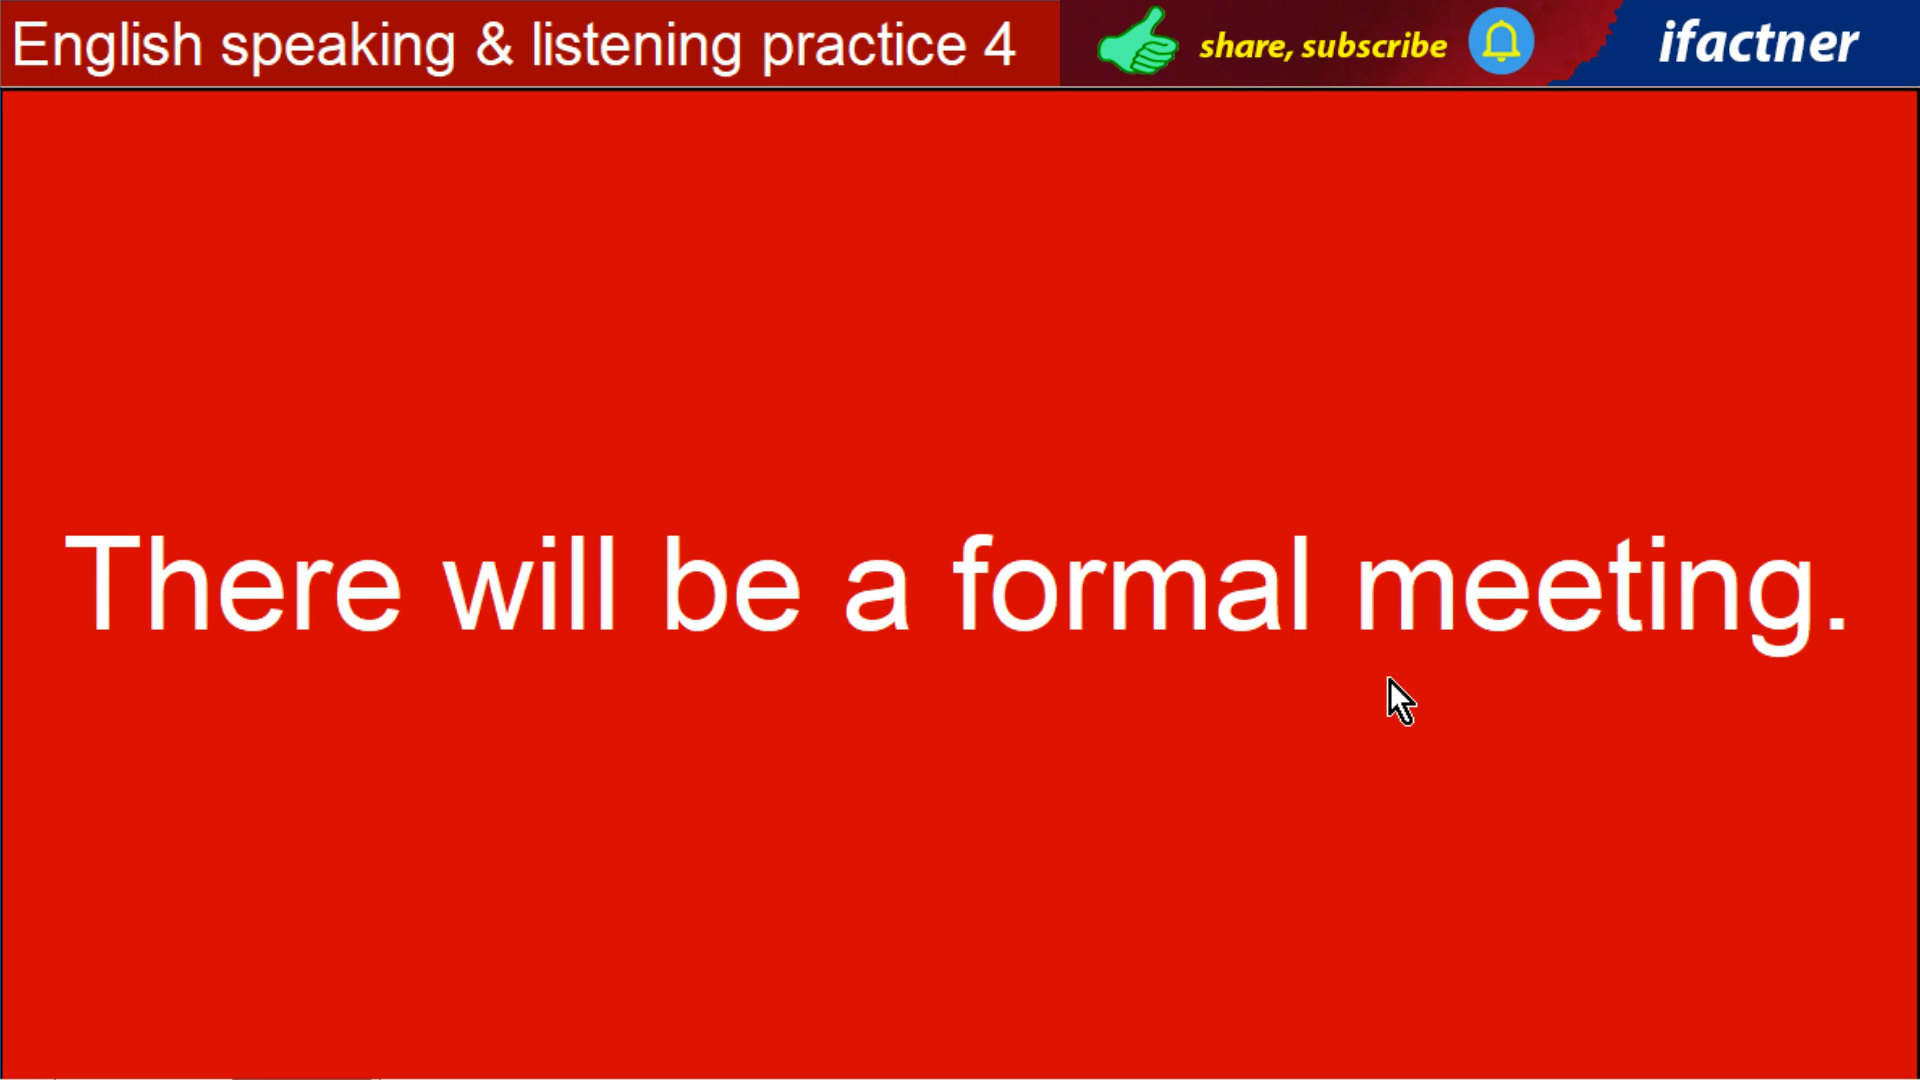 English speaking & listening practice 4
share, subscribe
ifactner
There will be a formal meeting.